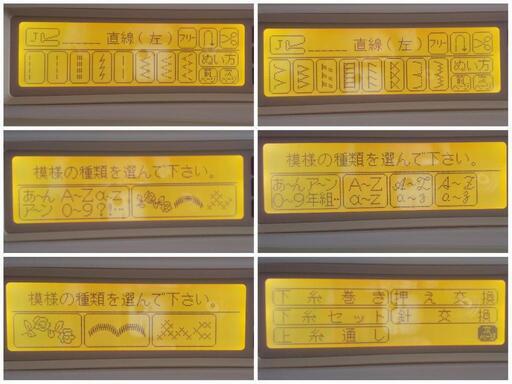 J ______ 直線(左) フリー
ぬい方
J ______ 直線(左) フリー
ぬい方
模様の種類を選んで下さい。
あ~ん A~Z α~z
ア~ン 0~9 ?!…
模様の種類を選んで下さい。
あ~ん ア~ン A~Z A~Z A~Z
0~9 年組… a~z a~z a~z
模様の種類を選んで下さい。
下糸巻き 押え交換
下糸セット 針交換
上糸通し